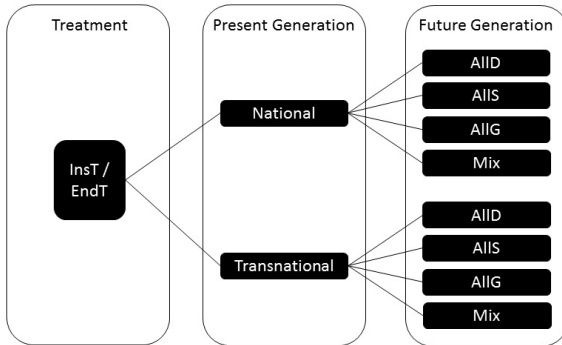 Treatment
Present Generation
Future Generation
InsT /
EndT
National
Transnational
AllD
AllS
AllG
Mix
AllD
AllS
AllG
Mix